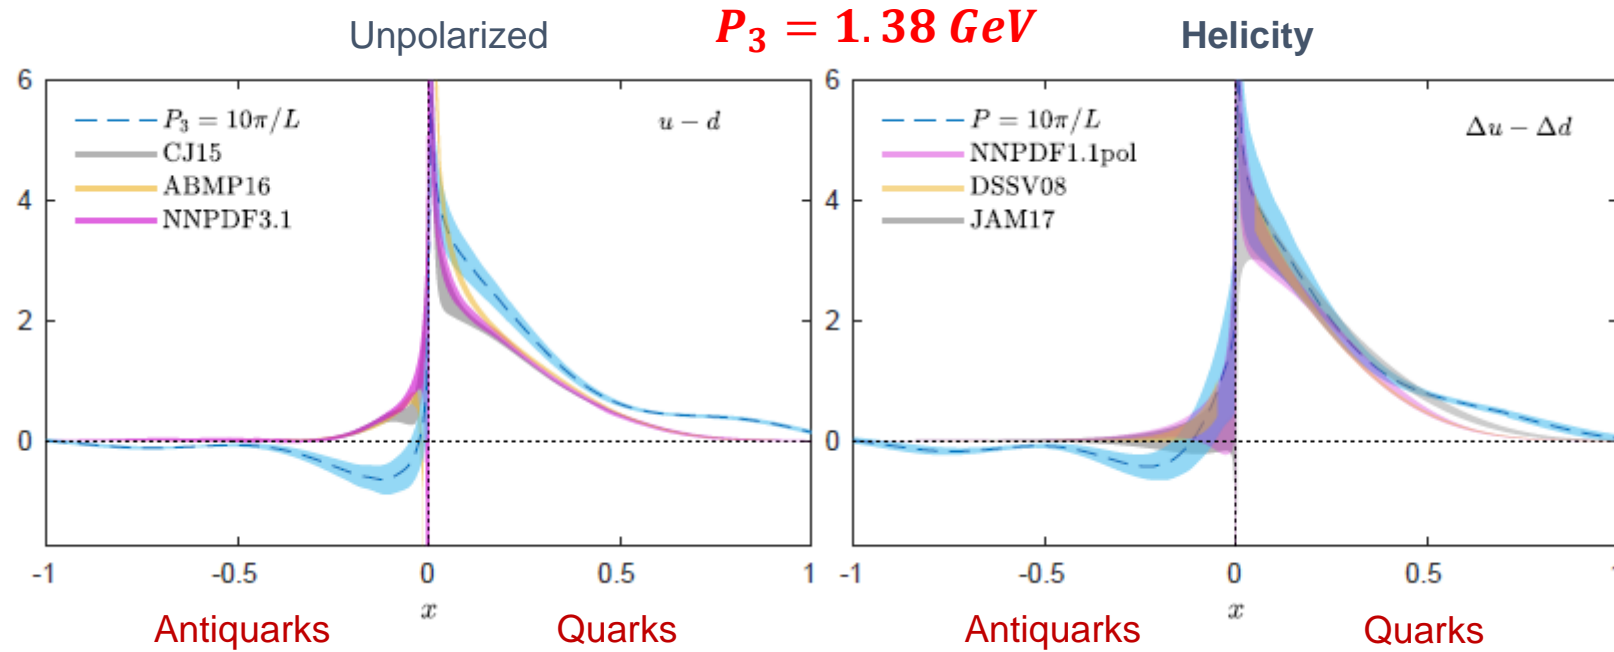 Unpolarized
P₃ = 1.38 GeV
Helicity
6
4
2
0
P₃ = 10π/L
CJ15
ABMP16
NNPDF3.1
u − d
-1
-0.5
0
0.5
1
x
Antiquarks
Quarks
6
4
2
0
P = 10π/L
NNPDF1.1pol
DSSV08
JAM17
Δu − Δd
-1
-0.5
0
0.5
x
Antiquarks
Quarks